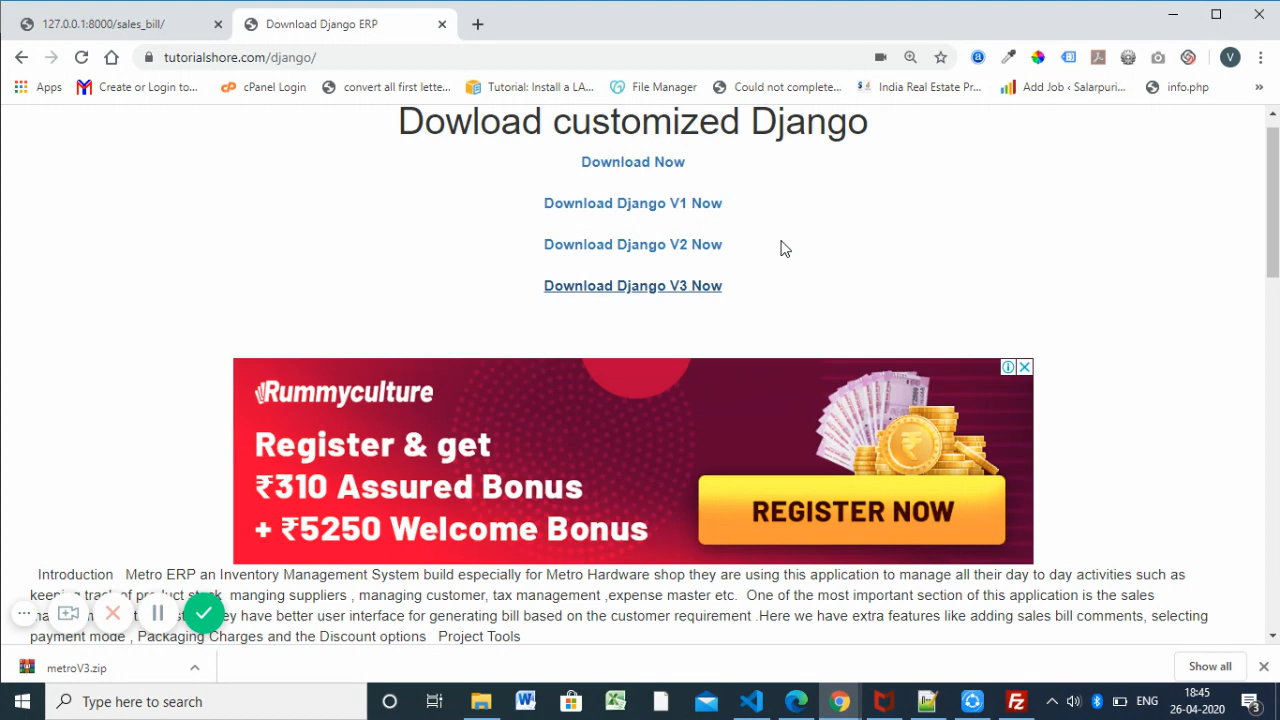 127.0.0.1:8000/sales_bill/
Download Django ERP
tutorialshore.com/django/
V
Apps
Create or Login to...
cPanel Login
convert all first lette...
Tutorial: Install a LA...
File Manager
Could not complete...
India Real Estate Pr...
Add Job ‹ Salarpuri...
info.php
»
Dowload customized Django
Download Now
Download Django V1 Now
Download Django V2 Now
Download Django V3 Now
Rummyculture
Register & get
₹310 Assured Bonus
+ ₹5250 Welcome Bonus
REGISTER NOW
Introduction Metro ERP an Inventory Management System build especially for Metro Hardware shop they are using this application to manage all their day to day activities such as
track of product stock, manging suppliers , managing customer, tax management ,expense master etc. One of the most important section of this application is the sales
have better user interface for generating bill based on the customer requirement .Here we have extra features like adding sales bill comments, selecting
payment mode , Packaging Charges and the Discount options Project Tools
metroV3.zip
Show all
Type here to search
ENG
18:45
26-04-2020
3